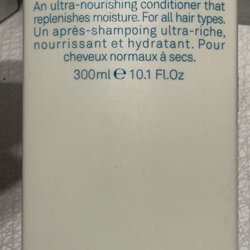 An ultra-nourishing conditioner that
replenishes moisture. For all hair types.
Un après-shampoing ultra-riche,
nourrissant et hydratant. Pour
cheveux normaux à secs.
300ml e 10.1 Fl.Oz